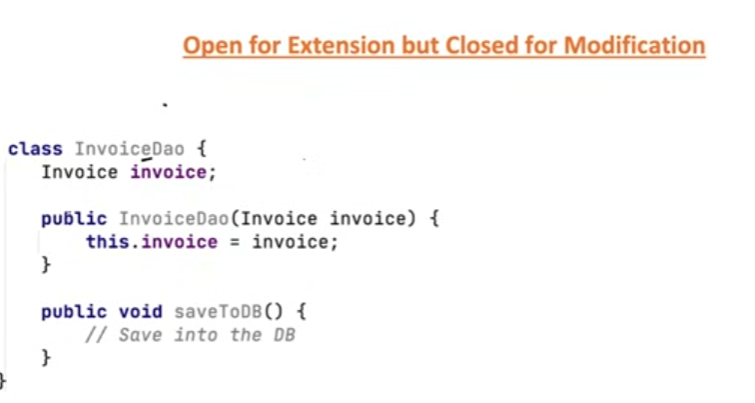 Open for Extension but Closed for Modification
class InvoiceDao {
Invoice invoice;
public InvoiceDao(Invoice invoice) {
this.invoice = invoice;
}
public void saveToDB() {
// Save into the DB
}
}